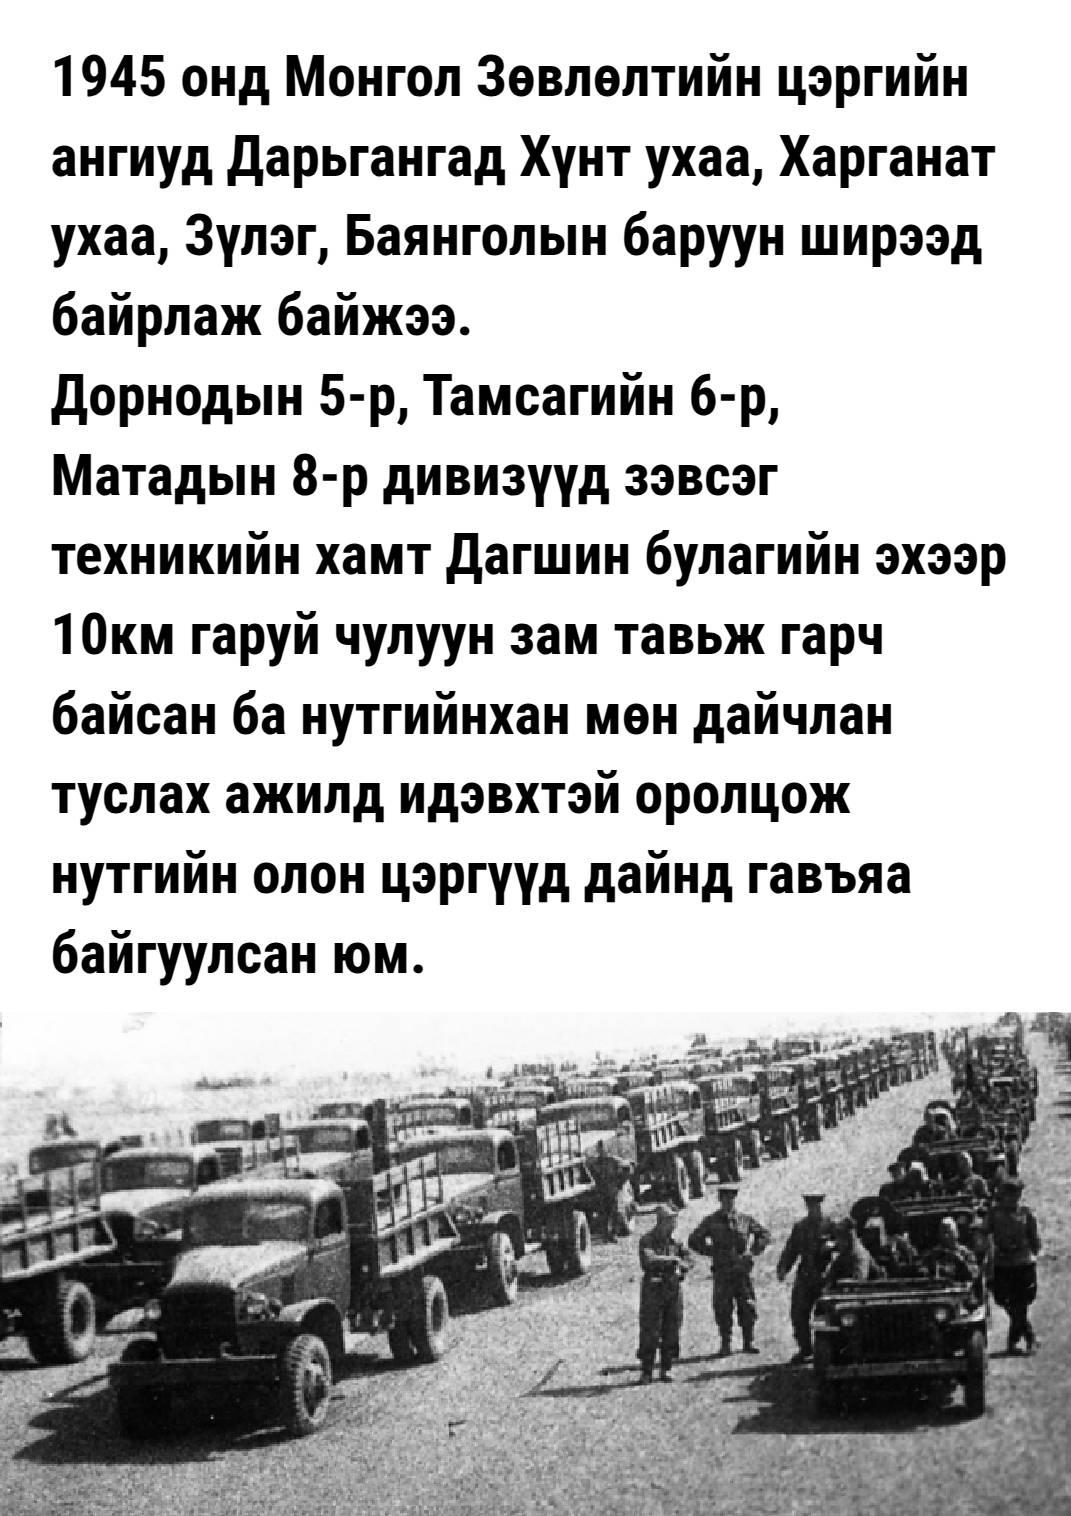 1945 онд Монгол Зөвлөлтийн цэргийн
ангиуд Дарьгангад Хүнт ухаа, Харганат
ухаа, Зүлэг, Баянголын баруун ширээд
байрлаж байжээ.
Дорнодын 5-р, Тамсагийн 6-р,
Матадын 8-р дивизүүд зэвсэг
техникийн хамт Дагшин булагийн эхээр
10км гаруй чулуун зам тавьж гарч
байсан ба нутгийнхан мөн дайчлан
туслах ажилд идэвхтэй оролцож
нутгийн олон цэргүүд дайнд гавъяа
байгуулсан юм.